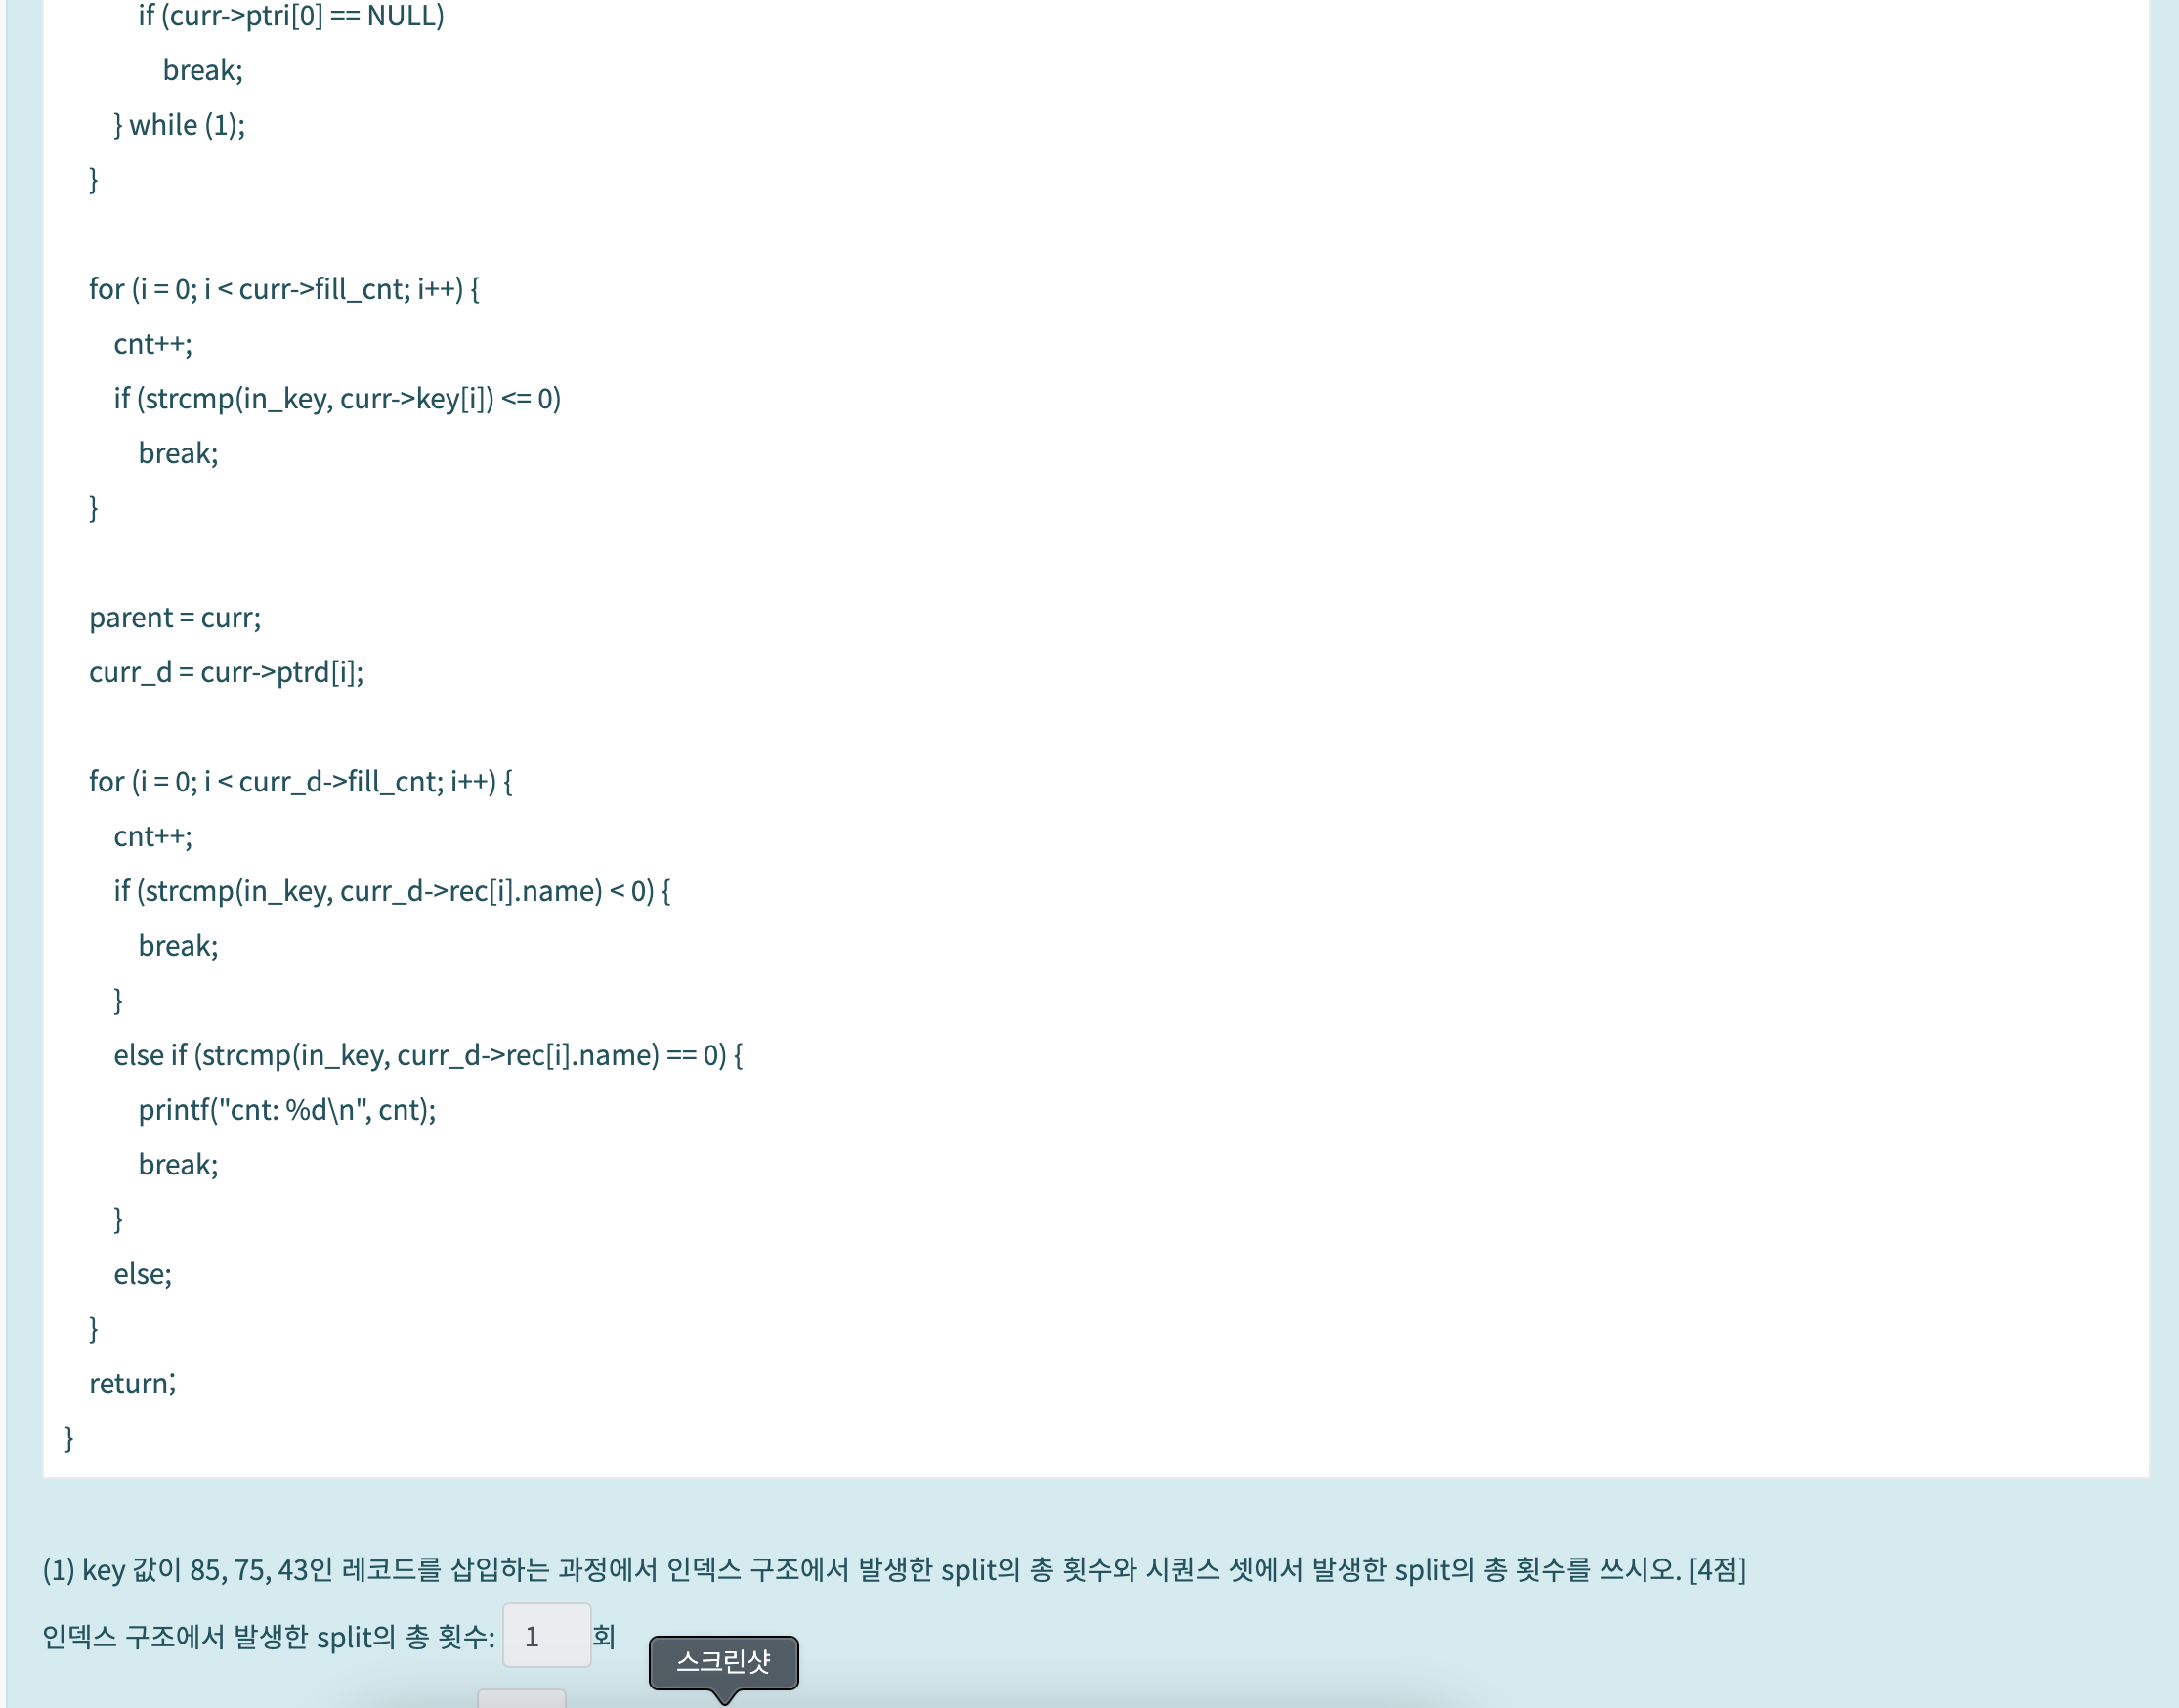 if (curr->ptri[0] == NULL)
break;
} while (1);
}
for (i = 0; i < curr->fill_cnt; i++) {
cnt++;
if (strcmp(in_key, curr->key[i]) <= 0)
break;
}
parent = curr;
curr_d = curr->ptrd[i];
for (i = 0; i < curr_d->fill_cnt; i++) {
cnt++;
if (strcmp(in_key, curr_d->rec[i].name) < 0) {
break;
}
else if (strcmp(in_key, curr_d->rec[i].name) == 0) {
printf("cnt: %d\n", cnt);
break;
}
else;
}
return;
}
(1) key 값이 85, 75, 43인 레코드를 삽입하는 과정에서 인덱스 구조에서 발생한 split의 총 횟수와 시퀀스 셋에서 발생한 split의 총 횟수를 쓰시오. [4점]
인덱스 구조에서 발생한 split의 총 횟수: 1 회
스크린샷